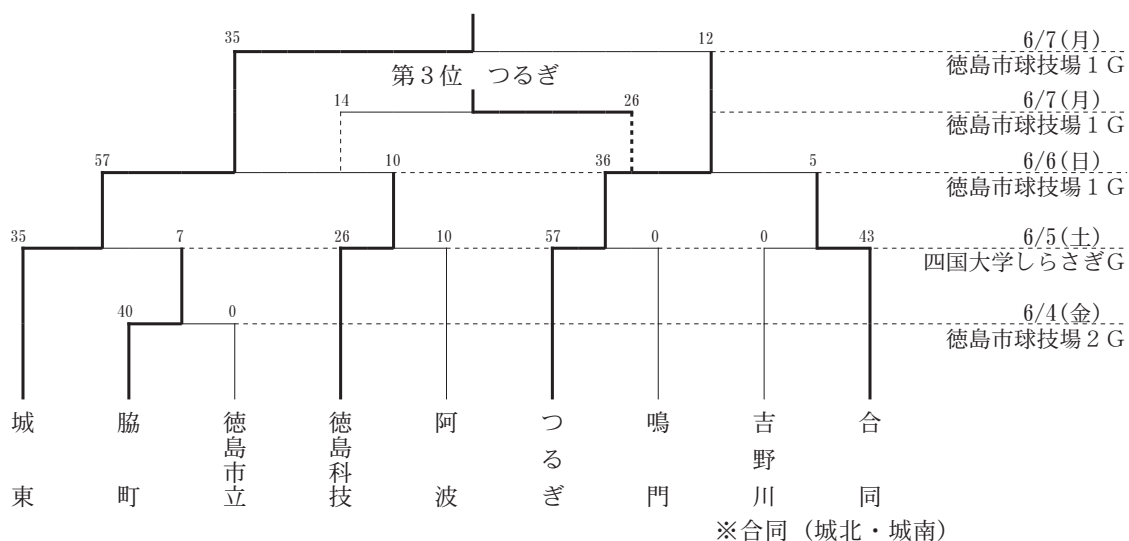 35
12
6/7(月)
徳島市球技場1G
第3位 つるぎ
14
26
6/7(月)
徳島市球技場1G
57
10
36
5
6/6(日)
徳島市球技場1G
35
7
26
10
57
0
0
43
6/5(土)
四国大学しらさぎG
40
0
6/4(金)
徳島市球技場2G
城東
脇町
徳島市立
徳島科技
阿波
つるぎ
鳴門
吉野川
合同
※合同(城北・城南)